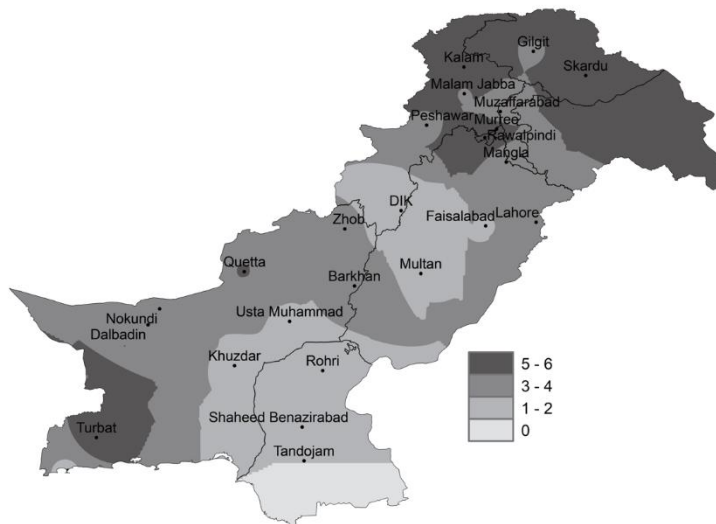 Gilgit
Kalam
Skardu
Malam Jabba
Muzaffarabad
Peshawar
Murree
Rawalpindi
Mangla
DIK
Zhob
Faisalabad
Lahore
Quetta
Multan
Barkhan
Nokundi
Usta Muhammad
Dalbadin
Khuzdar
Rohri
5 - 6
3 - 4
1 - 2
0
Shaheed Benazirabad
Turbat
Tandojam